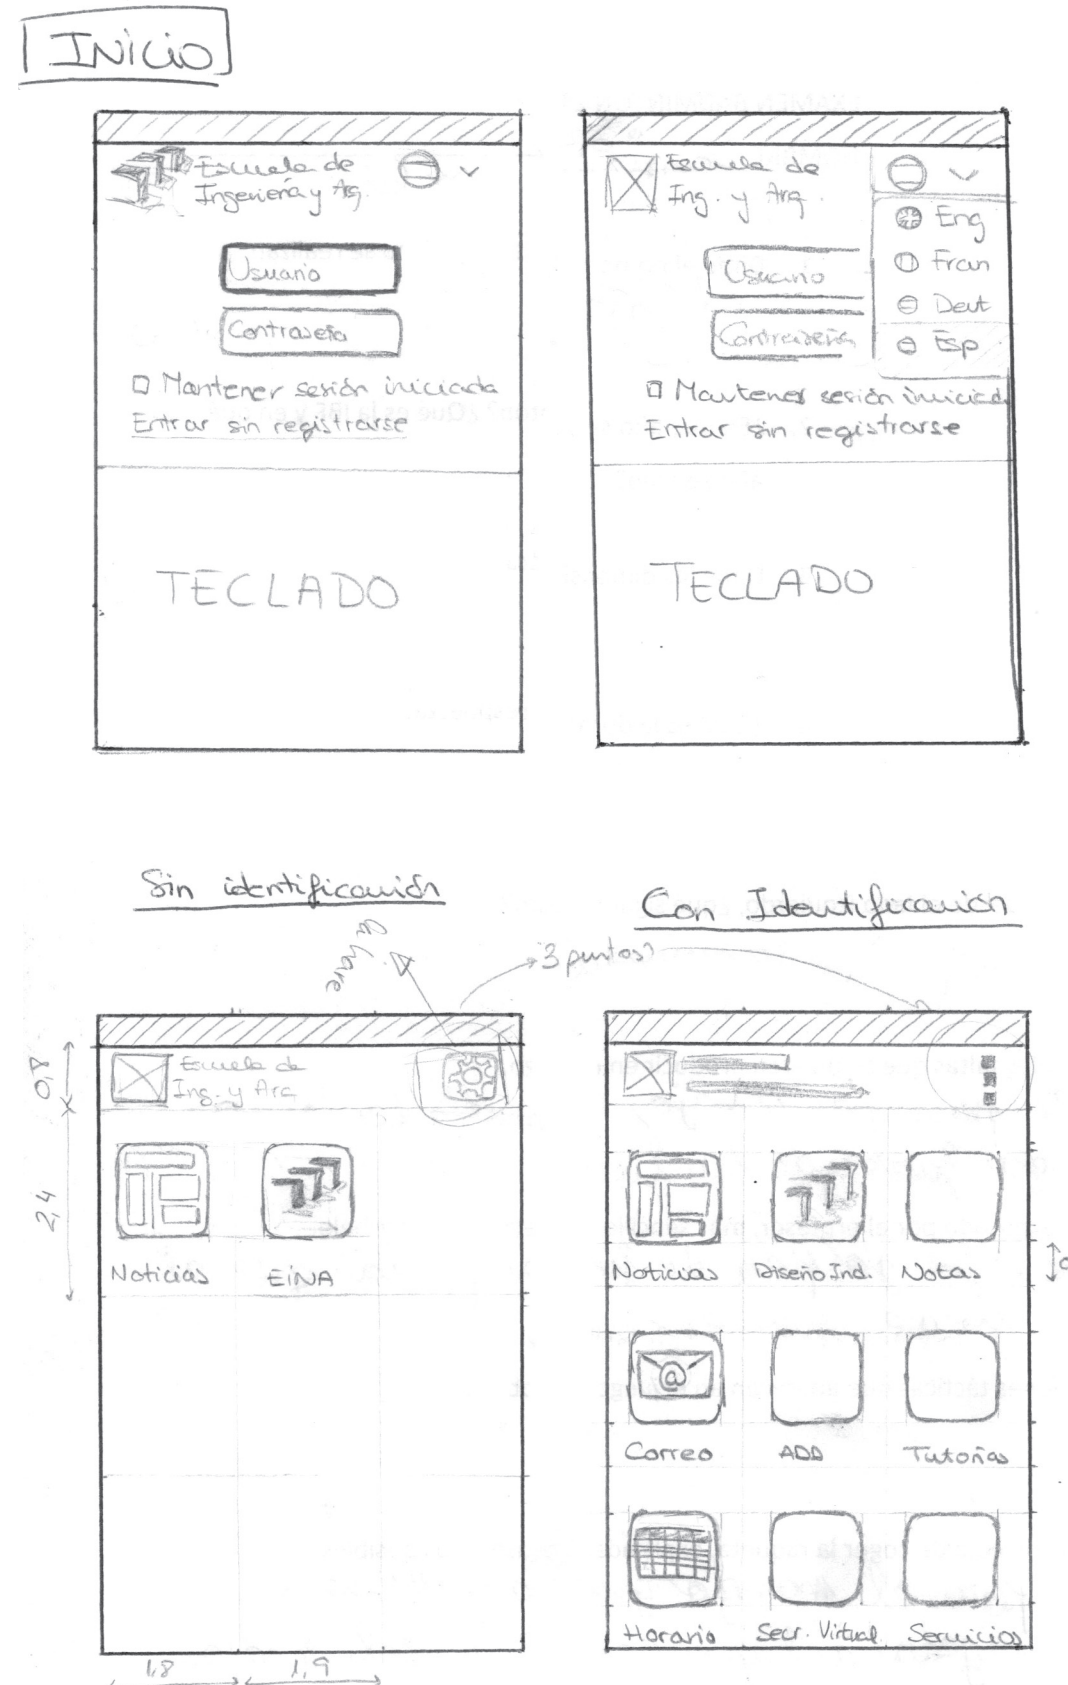 INICIO
Escuela de
Ingeniería y Arq.
Usuario
Contraseña
Mantener sesión iniciada
Entrar sin registrarse
TECLADO
Escuela de
Ing. y Arq.
Eng
Fran
Deut
Esp
Usuario
Contraseña
Mantener sesión iniciada
Entrar sin registrarse
TECLADO
Sin identificación
Con Identificación
3 puntos?
0,8
2,4
Escuela de
Ing. y Arq
Noticias
EINA
1,8
1,9
Noticias
Diseño Ind.
Notas
Correo
ADD
Tutorías
Horario
Secr. Virtual
Servicios